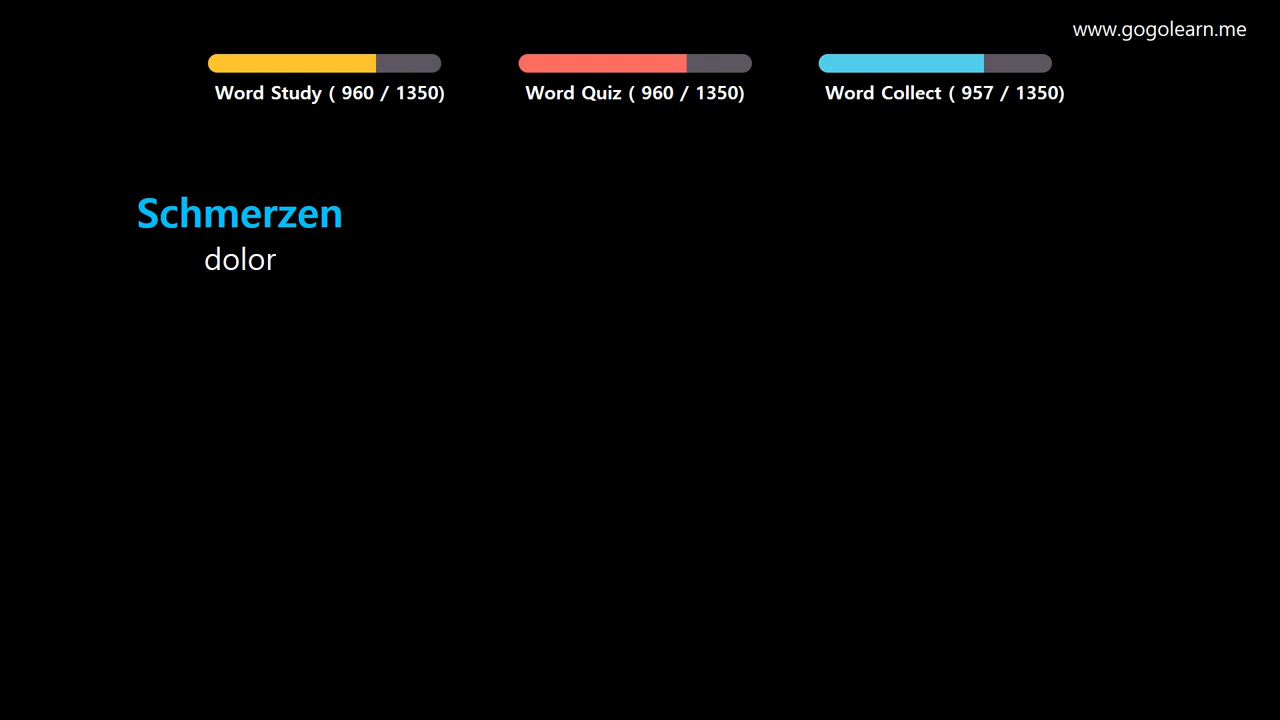 www.gogolearn.me
Word Study ( 960 / 1350)
Word Quiz ( 960 / 1350)
Word Collect ( 957 / 1350)
Schmerzen
dolor